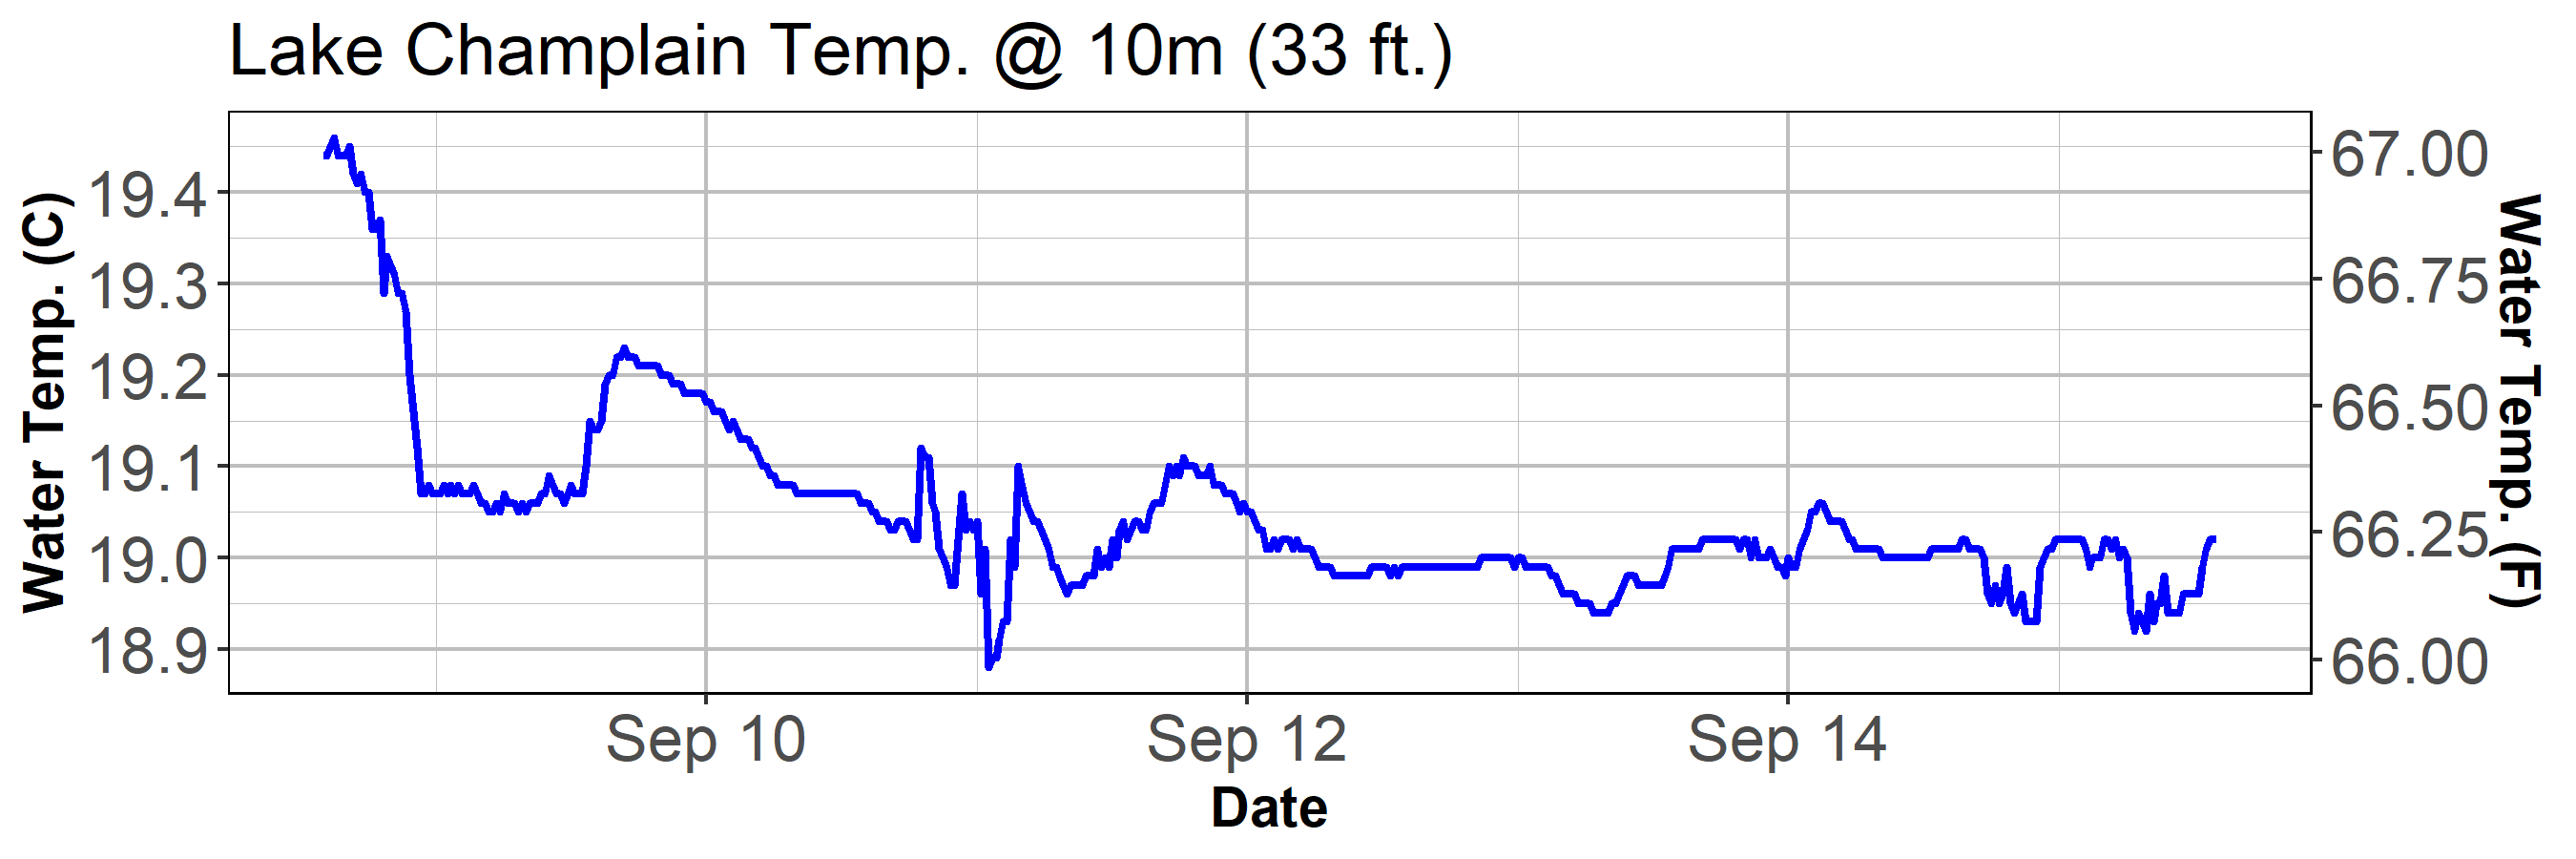 Lake Champlain Temp. @ 10m (33 ft.)
Water Temp. (C)
19.4
19.3
19.2
19.1
19.0
18.9
67.00
66.75
66.50
66.25
66.00
Water Temp. (F)
Sep 10 Sep 12 Sep 14
Date